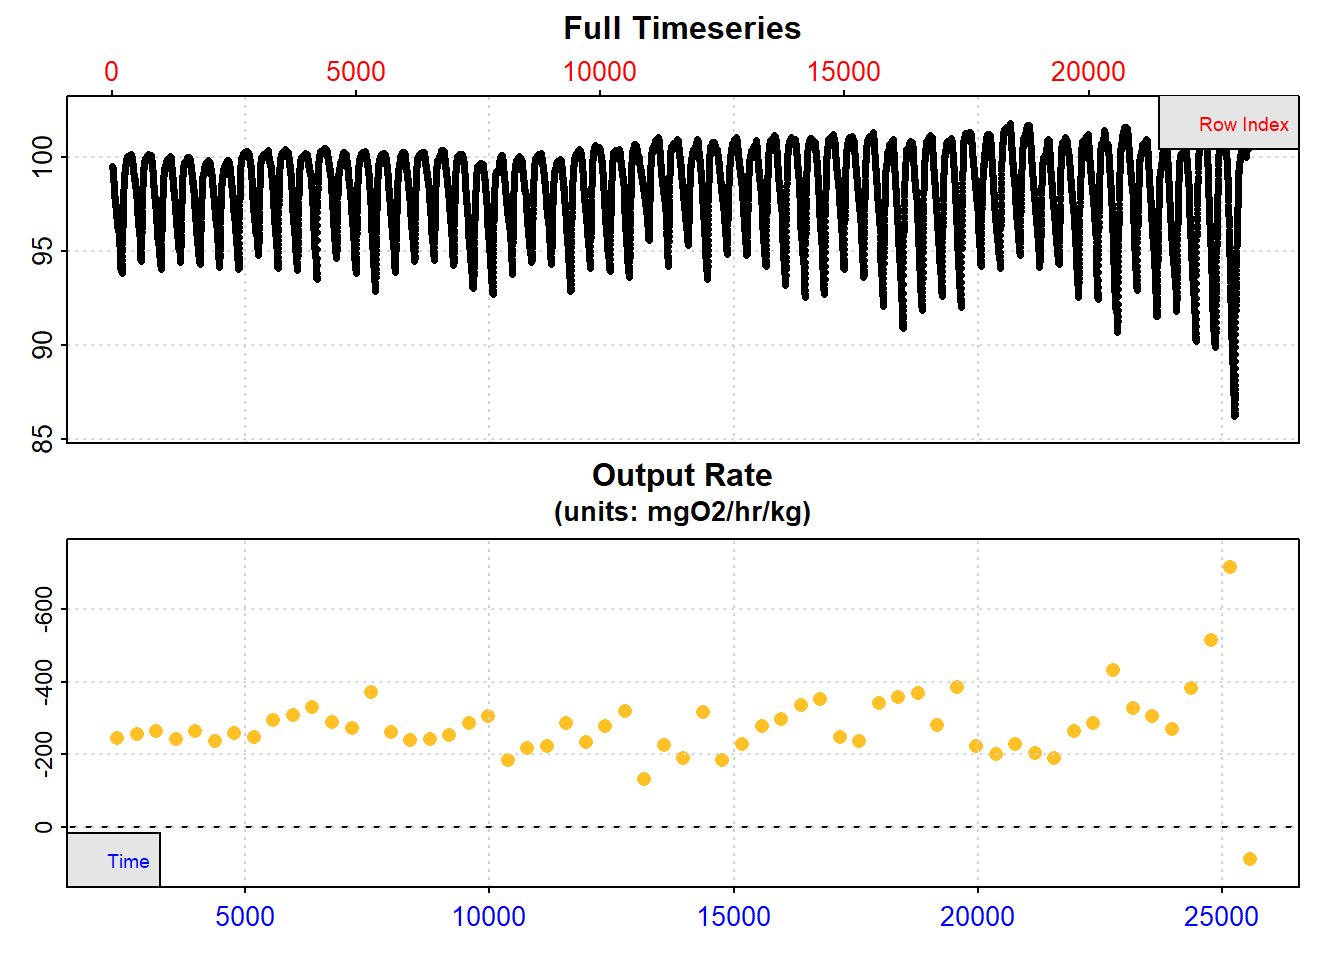 Full Timeseries
0 5000 10000 15000 20000
Row Index
100
95
90
85
Output Rate
(units: mgO2/hr/kg)
-600
-400
-200
0
Time
5000 10000 15000 20000 25000